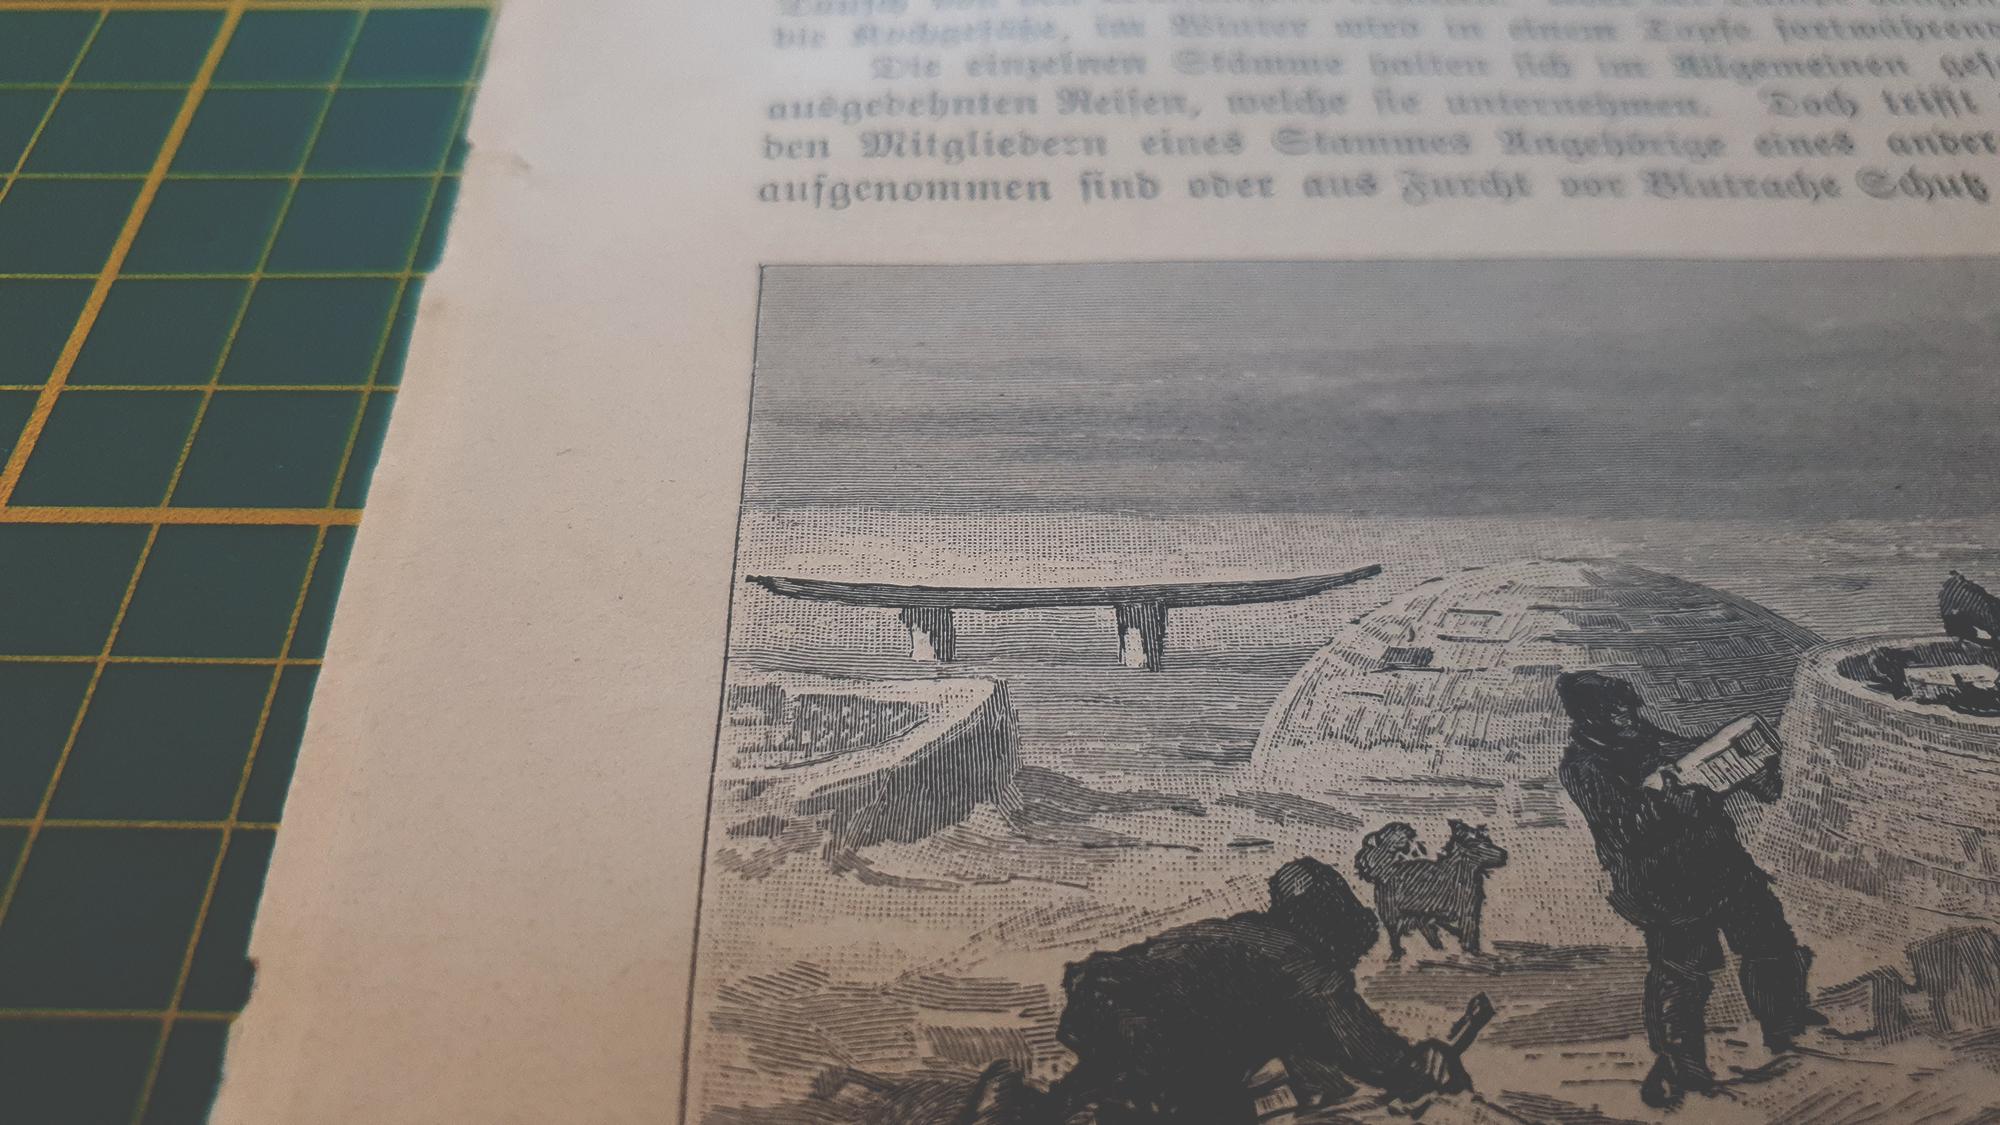 die Kochgefäße, im Winter wird in einem Topfe fortwährend
Die einzelnen Stämme halten sich im Allgemeinen
ausgedehnten Reisen, welche sie unternehmen. Doch trifft
den Mitgliedern eines Stammes Angehörige eines ander
aufgenommen sind oder aus Furcht vor Blutrache Schutz